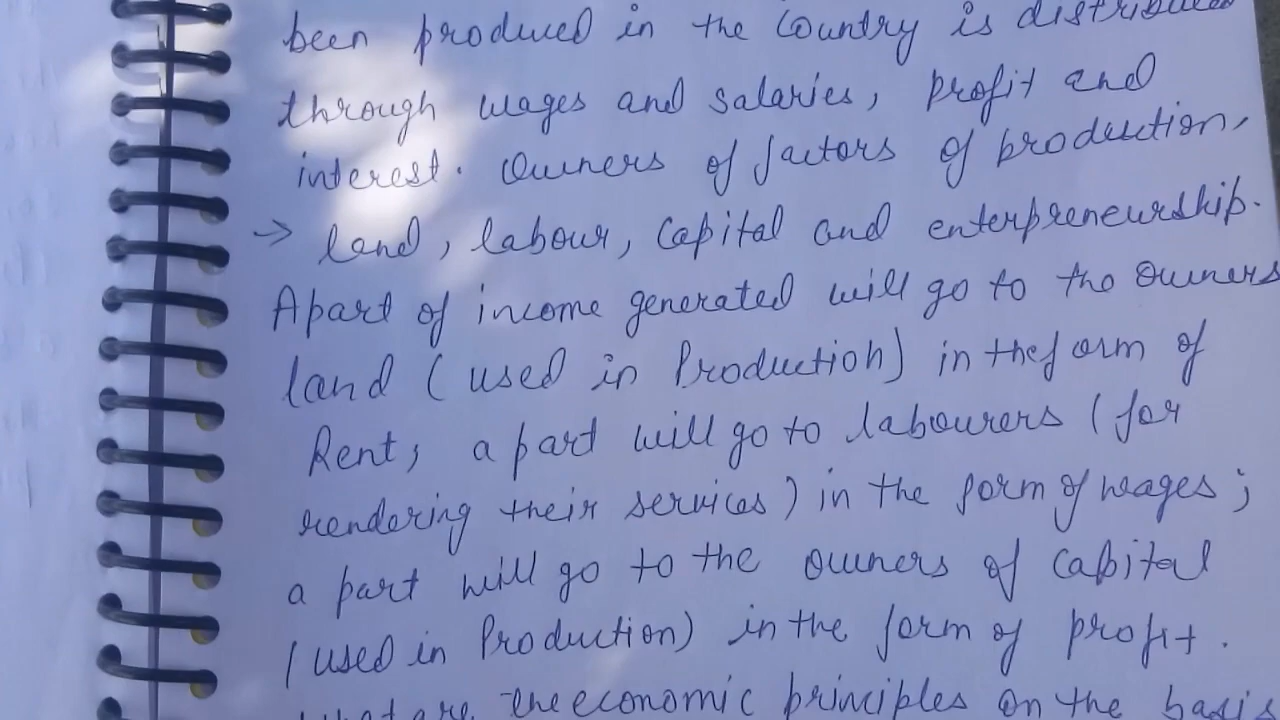 been produced in the Country is distributed
through wages and salaries, profit and
interest. Owners of factors of production,
→ land, labour, Capital and enterpreneurship.
A part of income generated will go to the Owners
land (used in Production) in the form of
Rent; a part will go to labourers (for
rendering their services) in the form of wages;
a part will go to the owners of capital
(used in Production) in the form of profit.
what are the economic principles on the basis